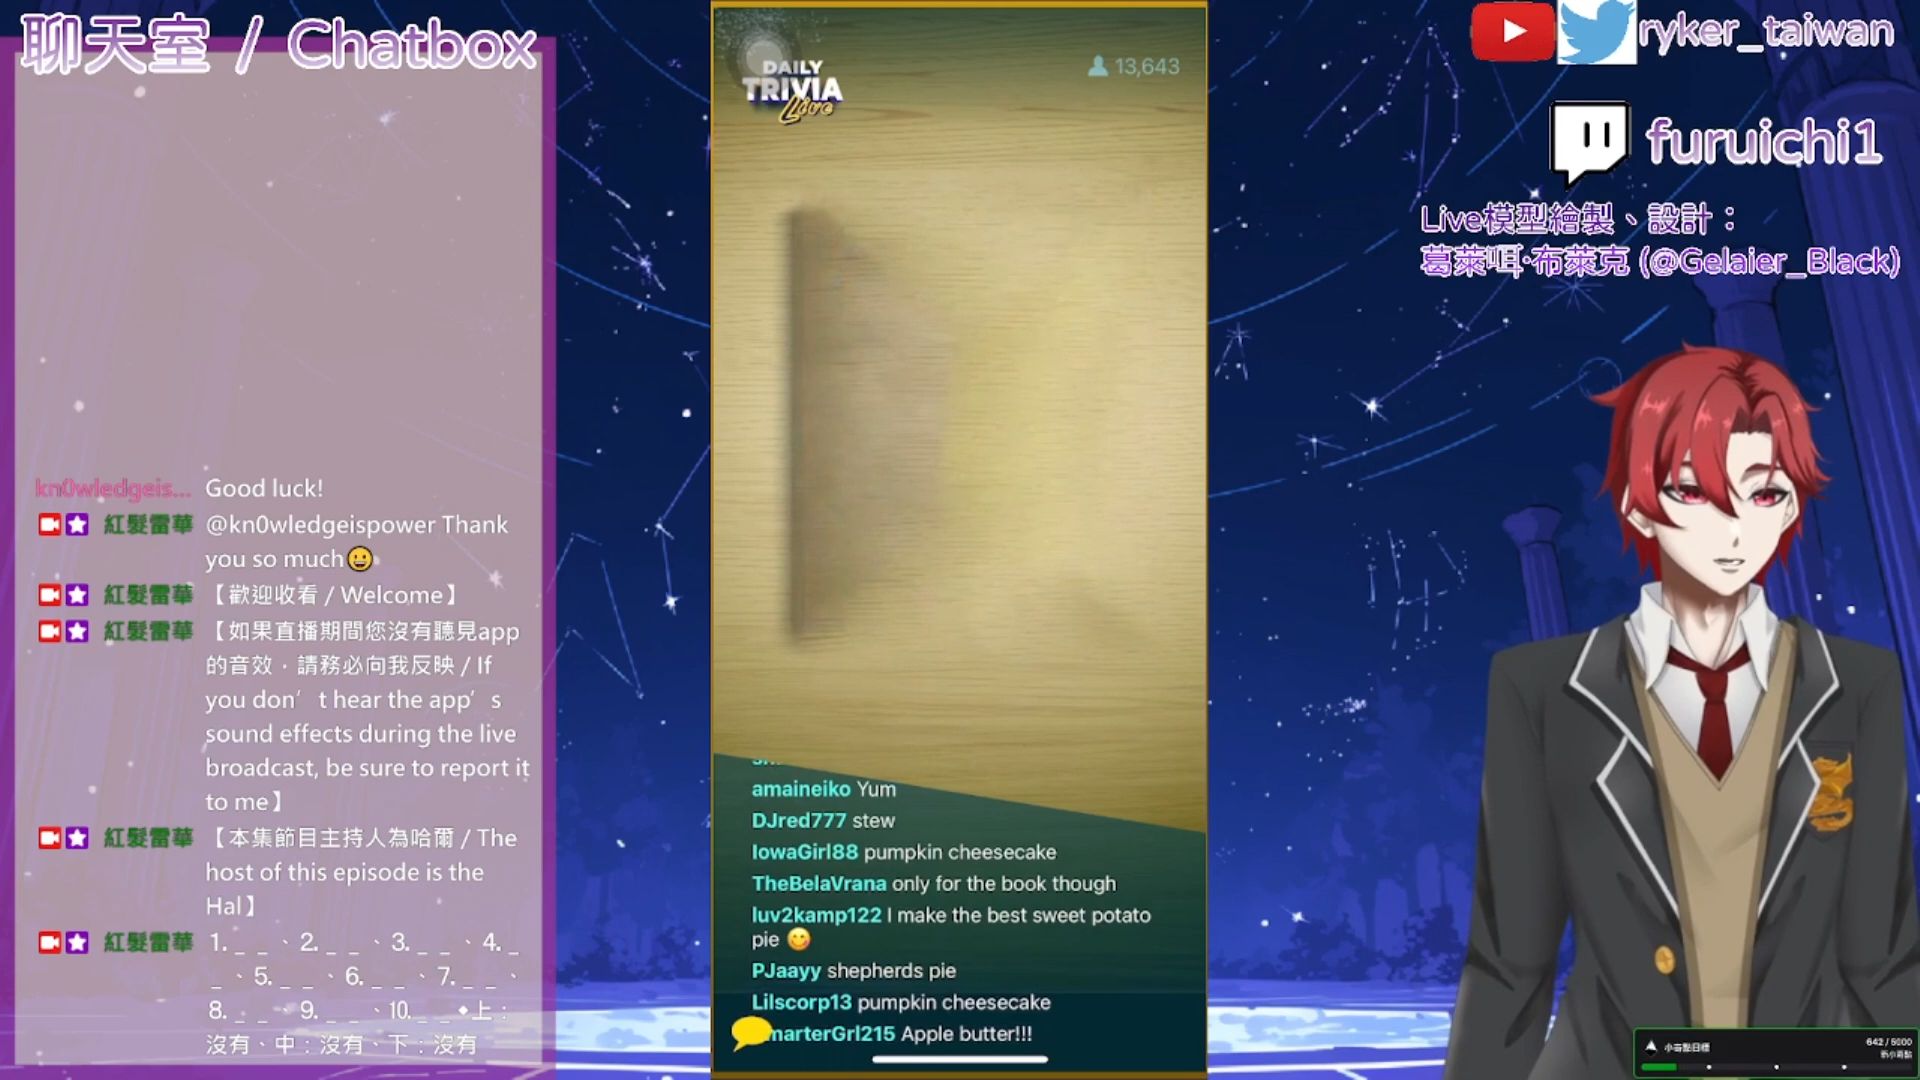 聊天室 / Chatbox
kn0wledgeis... Good luck!
紅髮雷華 @kn0wledgeispower Thank
you so much
紅髮雷華 【歡迎收看 / Welcome】
紅髮雷華 【如果直播期間您沒有聽見app
的音效，請務必向我反映 / If
you don't hear the app's
sound effects during the live
broadcast, be sure to report it
to me】
紅髮雷華 【本集節目主持人為哈爾 / The
host of this episode is the
Hal】
紅髮雷華 1. _ _ 、2. _ _ 、3. _ _ 、4. _
_ 、5. _ _ 、6. _ _ 、7. _ _ 、
8. _ _ 、9. _ _ 、10. _ _ ◆上：
沒有、中：沒有、下：沒有
DAILY
TRIVIA
Live
13,643
amaineiko Yum
DJred777 stew
IowaGirl88 pumpkin cheesecake
TheBelaVrana only for the book though
luv2kamp122 I make the best sweet potato
pie
PJaayy shepherds pie
Lilscorp13 pumpkin cheesecake
marterGrl215 Apple butter!!!
ryker_taiwan
furuichi1
Live模型繪製、設計：
葛萊咡·布萊克 (@Gelaier_Black)
642 / 5000